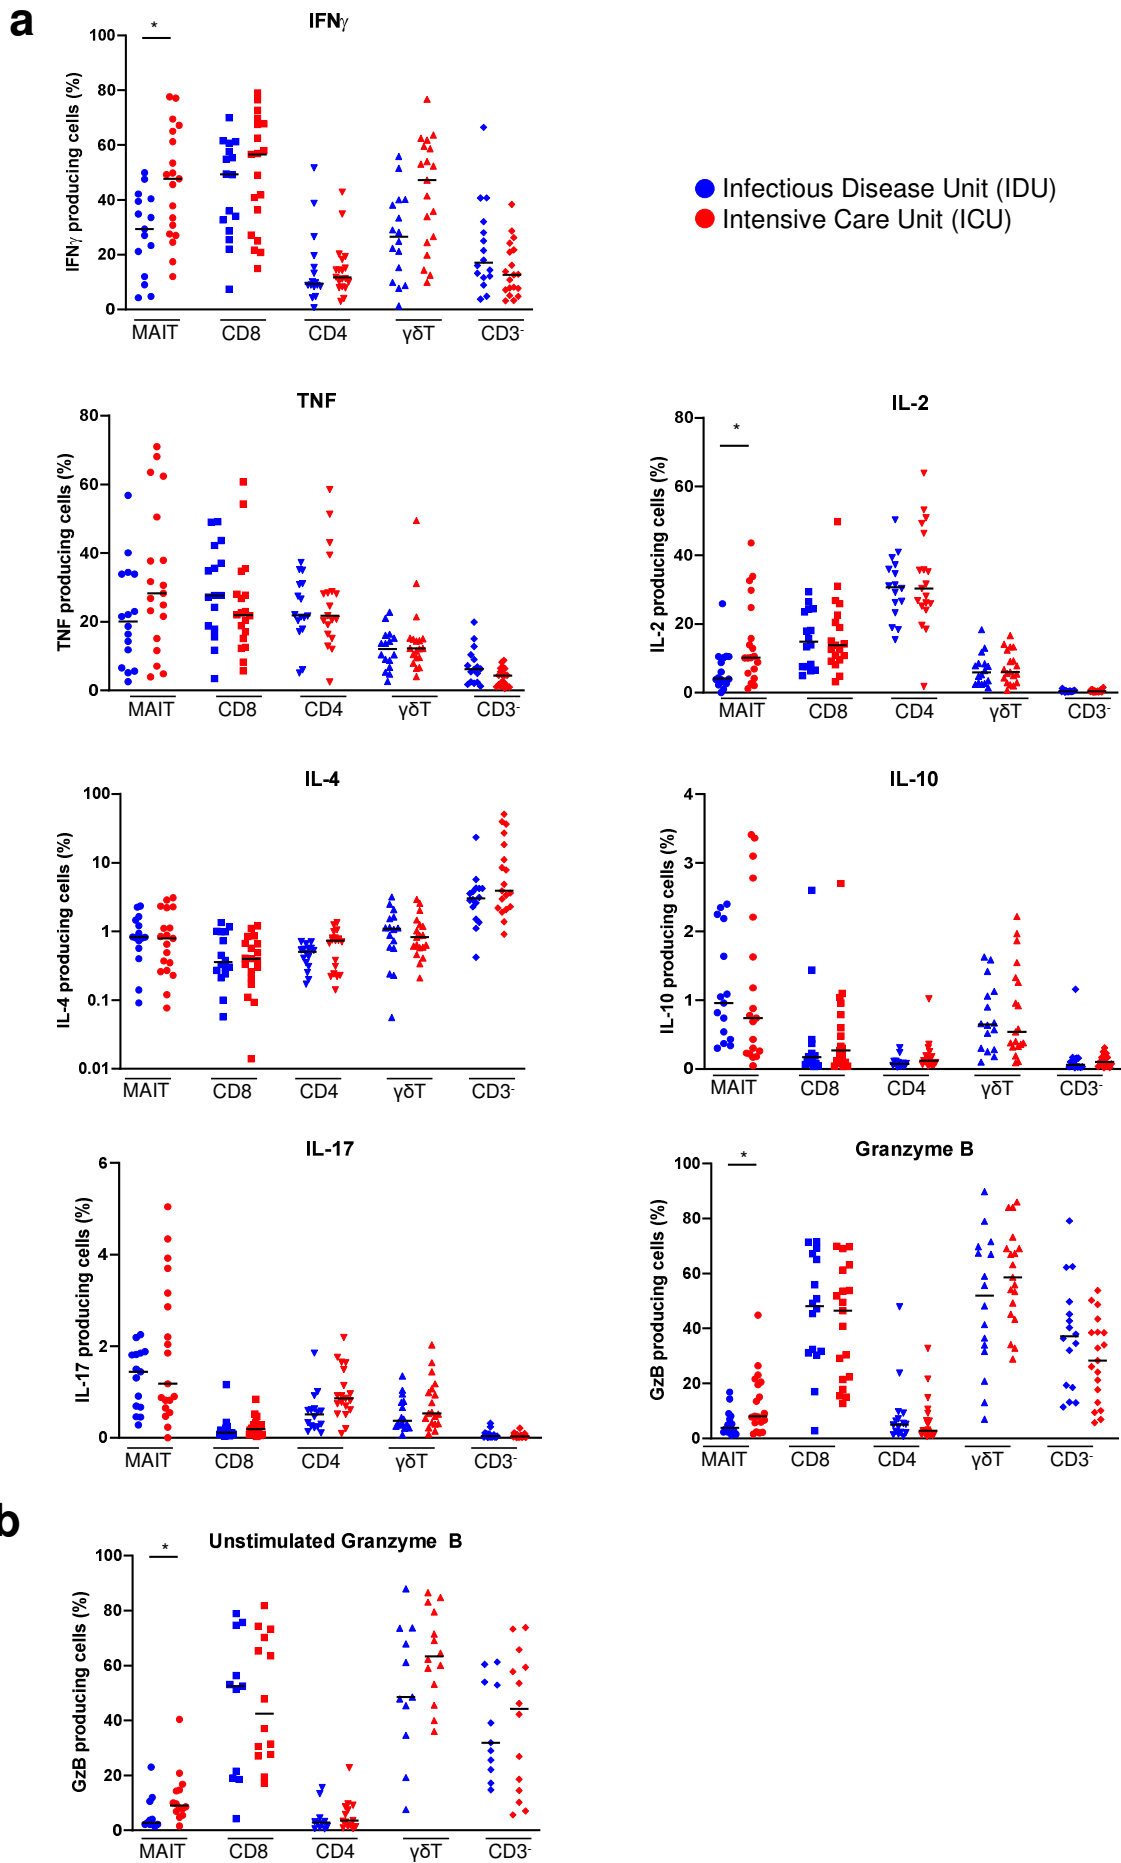 a
IFNγ
*
IFNγ producing cells (%)
100
80
60
40
20
0
MAIT
CD8
CD4
γδT
CD3-
Infectious Disease Unit (IDU)
Intensive Care Unit (ICU)
TNF
TNF producing cells (%)
80
60
40
20
0
MAIT
CD8
CD4
γδT
CD3-
IL-2
*
IL-2 producing cells (%)
80
60
40
20
0
MAIT
CD8
CD4
γδT
CD3-
IL-4
IL-4 producing cells (%)
100
10
1
0.1
0.01
MAIT
CD8
CD4
γδT
CD3-
IL-10
IL-10 producing cells (%)
4
3
2
1
0
MAIT
CD8
CD4
γδT
CD3-
IL-17
IL-17 producing cells (%)
6
4
2
0
MAIT
CD8
CD4
γδT
CD3-
Granzyme B
*
GzB producing cells (%)
100
80
60
40
20
0
MAIT
CD8
CD4
γδT
CD3-
b
Unstimulated Granzyme B
*
GzB producing cells (%)
100
80
60
40
20
0
MAIT
CD8
CD4
γδT
CD3-